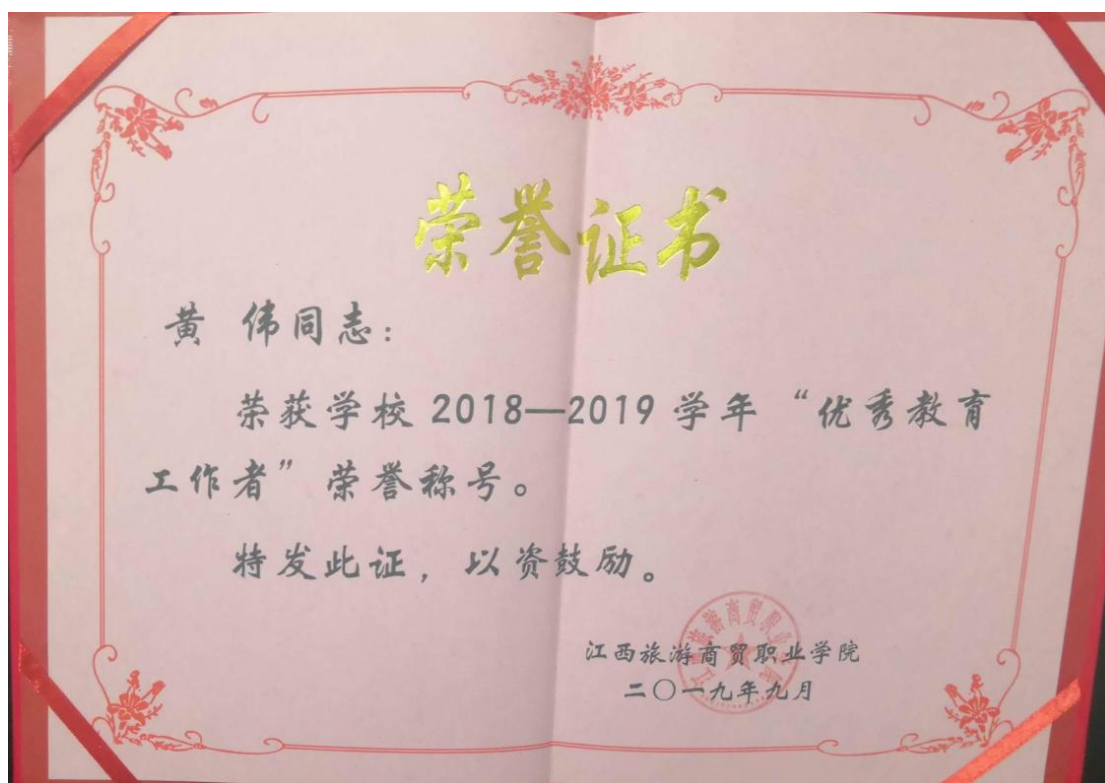 荣誉证书
黄 伟同志：
荣获学校 2018—2019 学年“优秀教育
工作者”荣誉称号。
特发此证，以资鼓励。
江西旅游商贸职业学院
二〇一九年九月